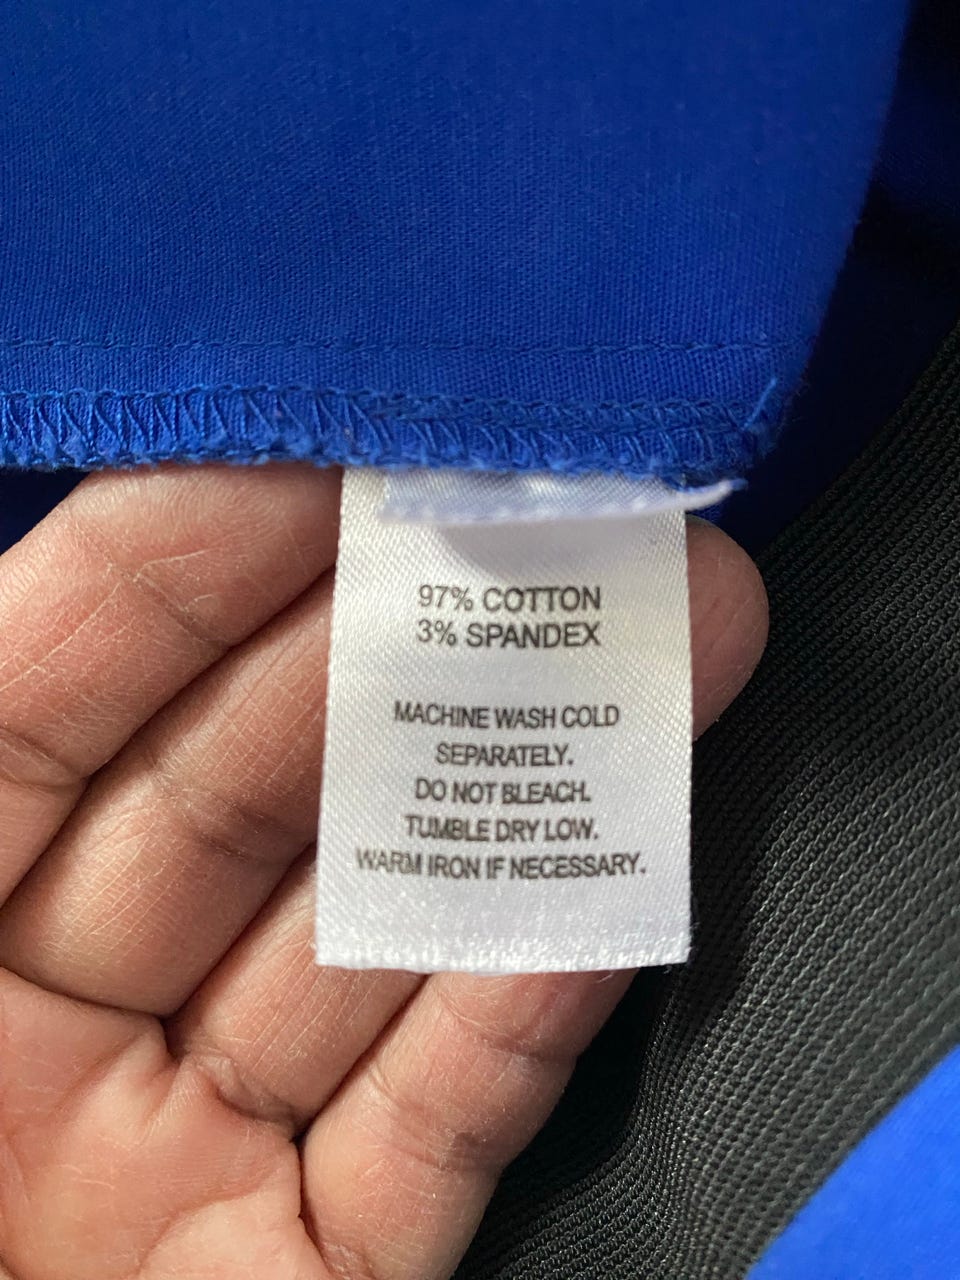 97% COTTON
3% SPANDEX
MACHINE WASH COLD
SEPARATELY.
DO NOT BLEACH.
TUMBLE DRY LOW.
WARM IRON IF NECESSARY.